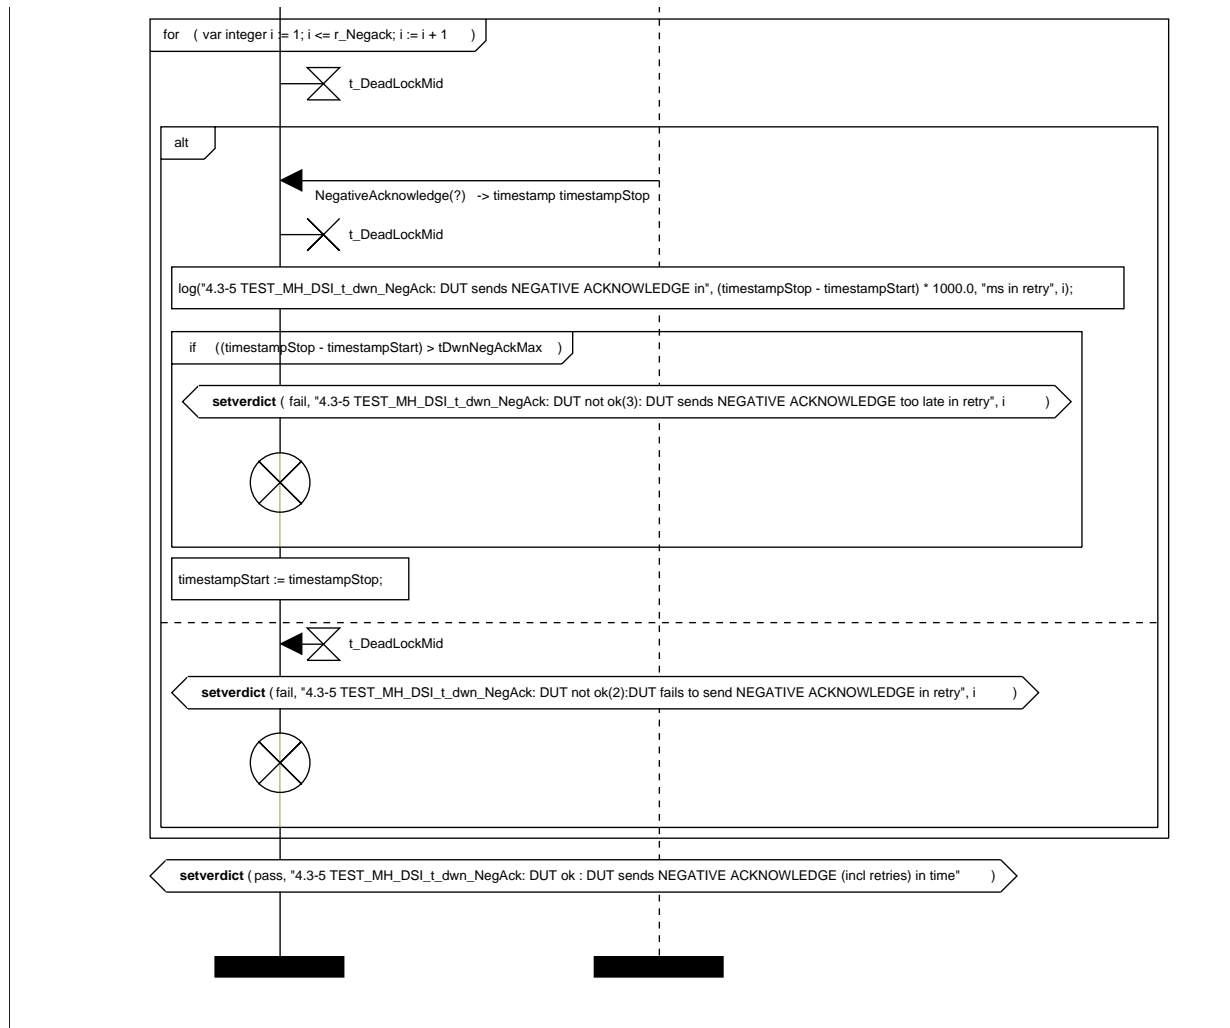 for ( var integer i := 1; i <= r_Negack; i := i + 1 )
t_DeadLockMid
alt
NegativeAcknowledge(?) -> timestamp timestampStop
t_DeadLockMid
log("4.3-5 TEST_MH_DSI_t_dwn_NegAck: DUT sends NEGATIVE ACKNOWLEDGE in", (timestampStop - timestampStart) * 1000.0, "ms in retry", i);
if ((timestampStop - timestampStart) > tDwnNegAckMax )
setverdict ( fail, "4.3-5 TEST_MH_DSI_t_dwn_NegAck: DUT not ok(3): DUT sends NEGATIVE ACKNOWLEDGE too late in retry", i )
timestampStart := timestampStop;
t_DeadLockMid
setverdict ( fail, "4.3-5 TEST_MH_DSI_t_dwn_NegAck: DUT not ok(2):DUT fails to send NEGATIVE ACKNOWLEDGE in retry", i )
setverdict ( pass, "4.3-5 TEST_MH_DSI_t_dwn_NegAck: DUT ok : DUT sends NEGATIVE ACKNOWLEDGE (incl retries) in time" )